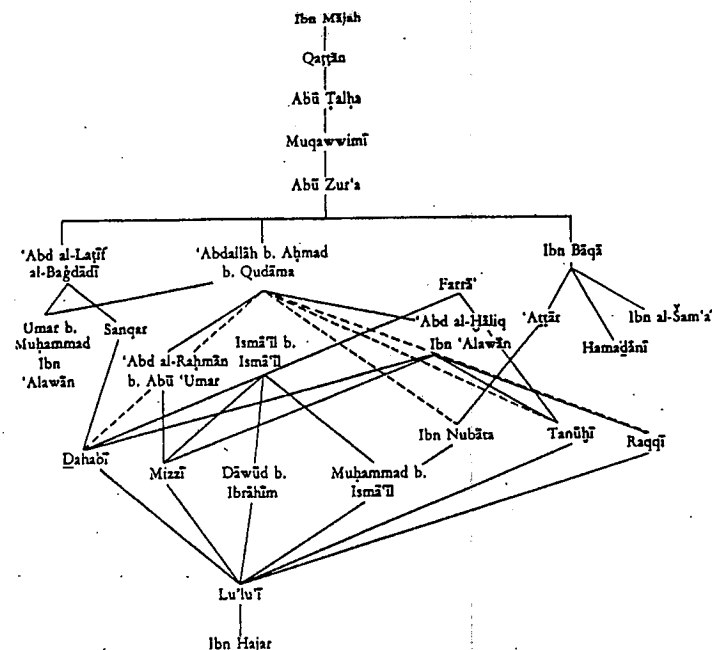 Ibn Mājah
Qaṭṭān
Abū Ṭalḥa
Muqawwimī
Abū Zur'a
'Abd al-Laṭīf
al-Baġdādī
'Abdallāh b. Aḥmad
b. Qudāma
Ibn Bāqā
Farrā'
Umar b.
Muḥammad
Ibn
'Alawān
Sanqar
'Abd al-Raḥmān
b. Abū 'Umar
Ismā'īl b.
Ismā'īl
'Abd al-Ḫāliq
Ibn 'Alawān
'Aṭṭār
Hamaḏānī
Ibn al-Šam'a'
Ḏahabī
Mizzī
Dāwūd b.
Ibrāhīm
Muḥammad b.
Ismā'īl
Ibn Nubāta
Tanūḫī
Raqqī
Lu'lu'ī
Ibn Hajar